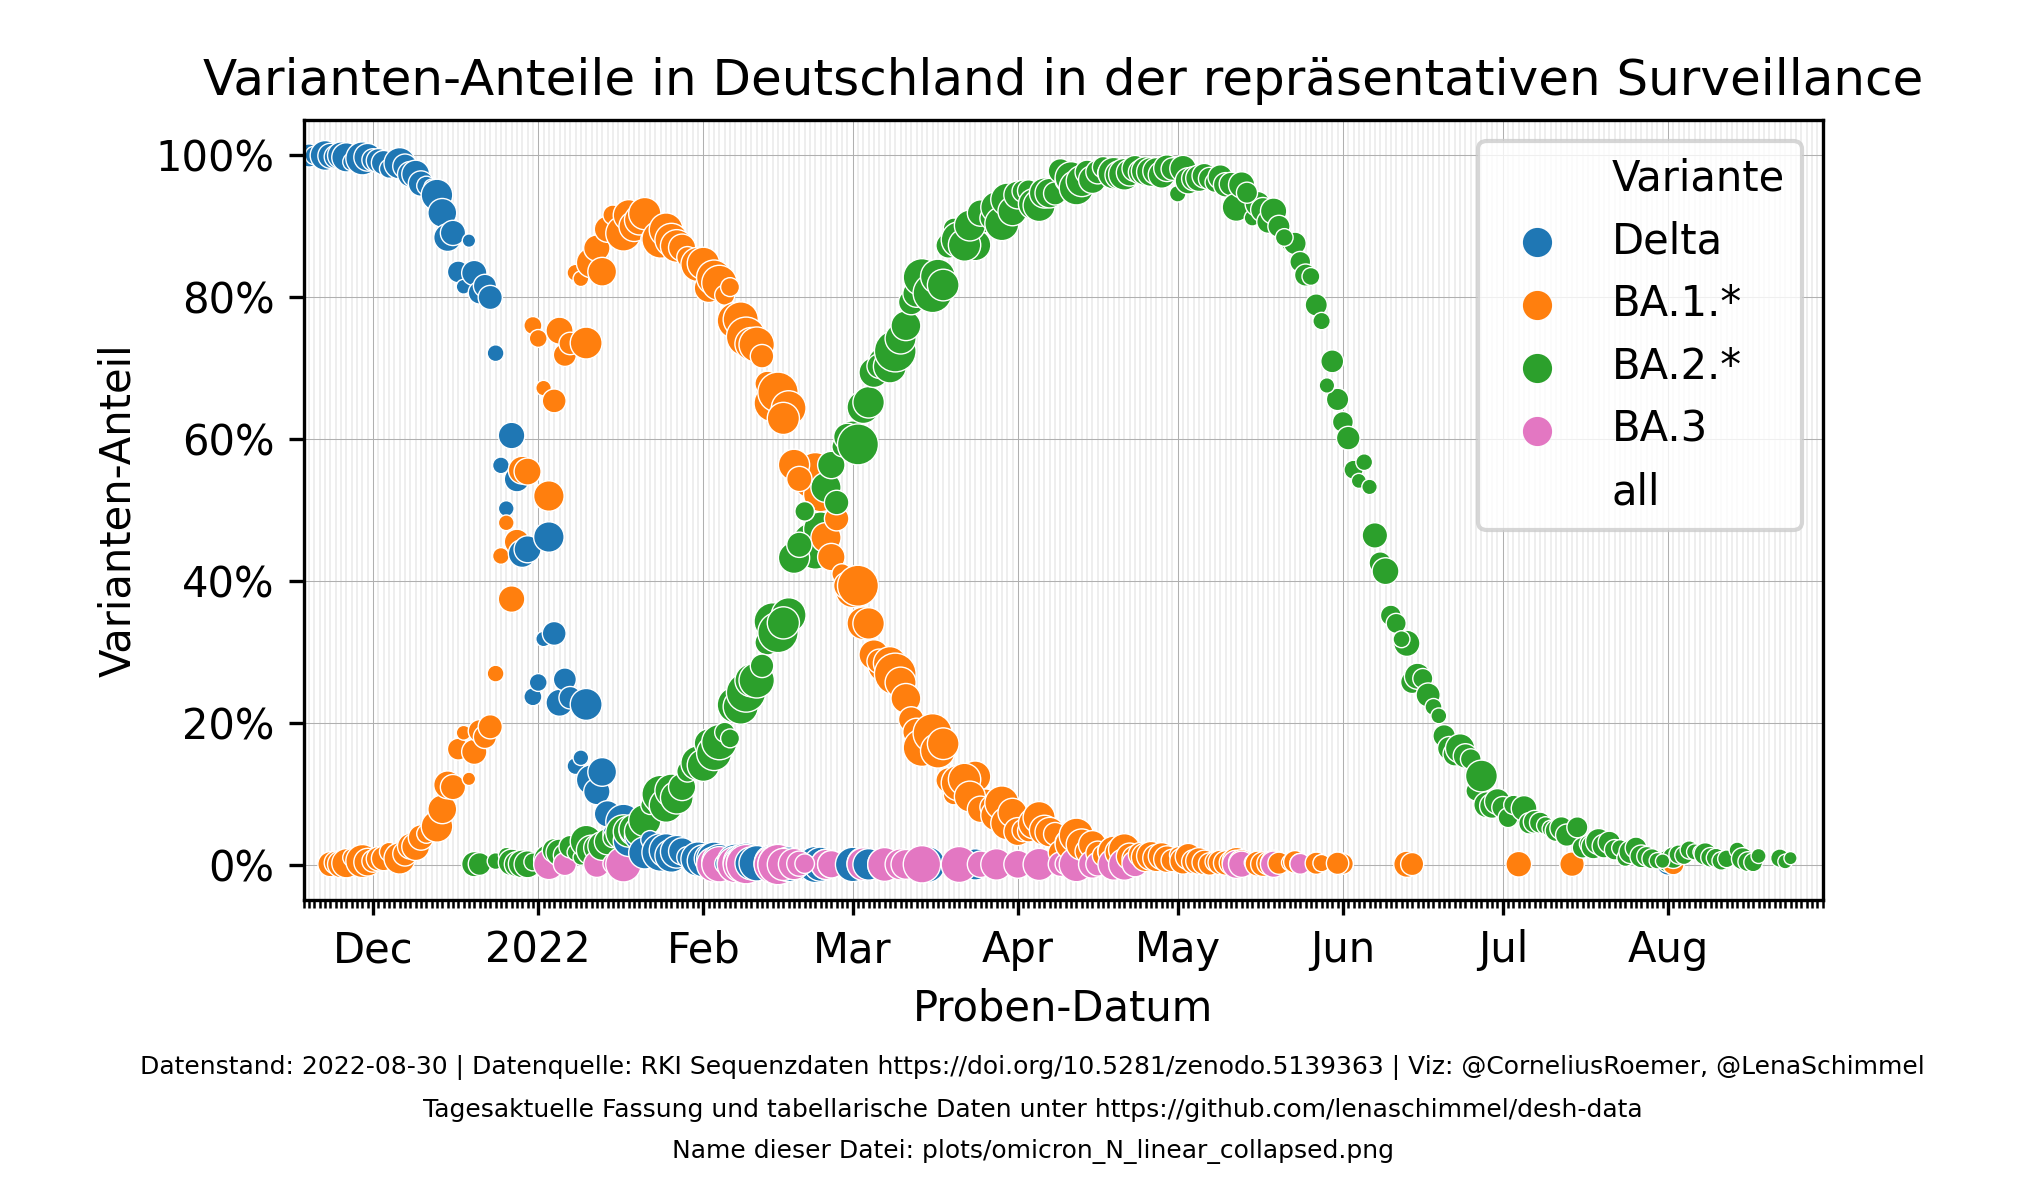 Varianten-Anteile in Deutschland in der repräsentativen Surveillance
Varianten-Anteil
100%
80%
60%
40%
20%
0%
Variante
Delta
BA.1.*
BA.2.*
BA.3
all
Dec 2022 Feb Mar Apr May Jun Jul Aug
Proben-Datum
Datenstand: 2022-08-30 | Datenquelle: RKI Sequenzdaten https://doi.org/10.5281/zenodo.5139363 | Viz: @CorneliusRoemer, @LenaSchimmel
Tagesaktuelle Fassung und tabellarische Daten unter https://github.com/lenaschimmel/desh-data
Name dieser Datei: plots/omicron_N_linear_collapsed.png